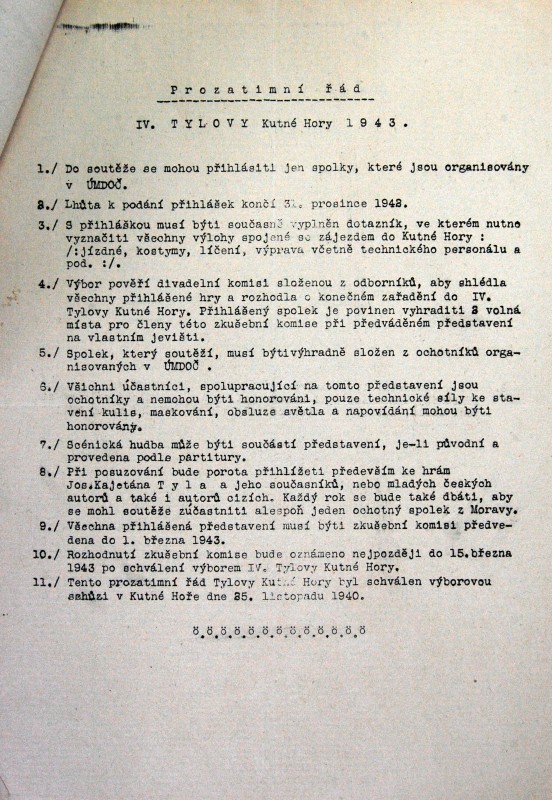 P r o z a t i m n í  ř á d
IV. T Y L O V Y Kutné Hory 1 9 4 3 .
1./ Do soutěže se mohou přihlásiti jen spolky, které jsou organisovány
v ÚMDOČ.
2./ Lhůta k podání přihlášek končí 31. prosince 1942.
3./ S přihláškou musí býti současně vyplněn dotazník, ve kterém nutno
vyznačiti všechny výlohy spojené se zájezdem do Kutné Hory :
/:jízdné, kostymy, líčení, výprava včetně technického personálu a
pod. :/.
4./ Výbor pověří divadelní komisi složenou z odborníků, aby shlédla
všechny přihlášené hry a rozhodla o konečném zařadění do IV.
Tylovy Kutné Hory. Přihlášený spolek je povinen vyhraditi 3 volná
místa pro členy této zkušební komise při předváděném představení
na vlastním jevišti.
5./ Spolek, který soutěží, musí býtivýhradně složen z ochotníků orga-
nisovaných v ÚMDOČ .
6./ Všichni účastníci, spolupracující na tomto představení jsou
ochotníky a nemohou býti honorováni, pouze technické síly ke sta-
vení kulis, maskování, obsluze světla a napovídání mohou býti
honorovány.
7./ Scénická hudba může býti součástí představení, je-li původní a
provedena podle partitury.
8./ Při posuzování bude porota přihlížeti především ke hrám
Jos.Kajetána T y l a a jeho současníků, nebo mladých českých
autorů a také i autorů cizích. Každý rok se bude také dbáti, aby
se mohl soutěže zúčastniti alespoň jeden ochotný spolek z Moravy.
9./ Všechna přihlášená představení musí býti zkušební komisi předve-
dena do 1. března 1943.
10./ Rozhodnutí zkušební komise bude oznámeno nejpozději do 15.března
1943 po schválení výborem IV. Tylovy Kutné Hory.
11./ Tento prozatimní řád Tylovy Kutné Hory byl schválen výborovou
schůzí v Kutné Hoře dne 25. listopadu 1940.
ö.ö.ö.ö.ö.ö.ö.ö.ö.ö.ö.ö.ö